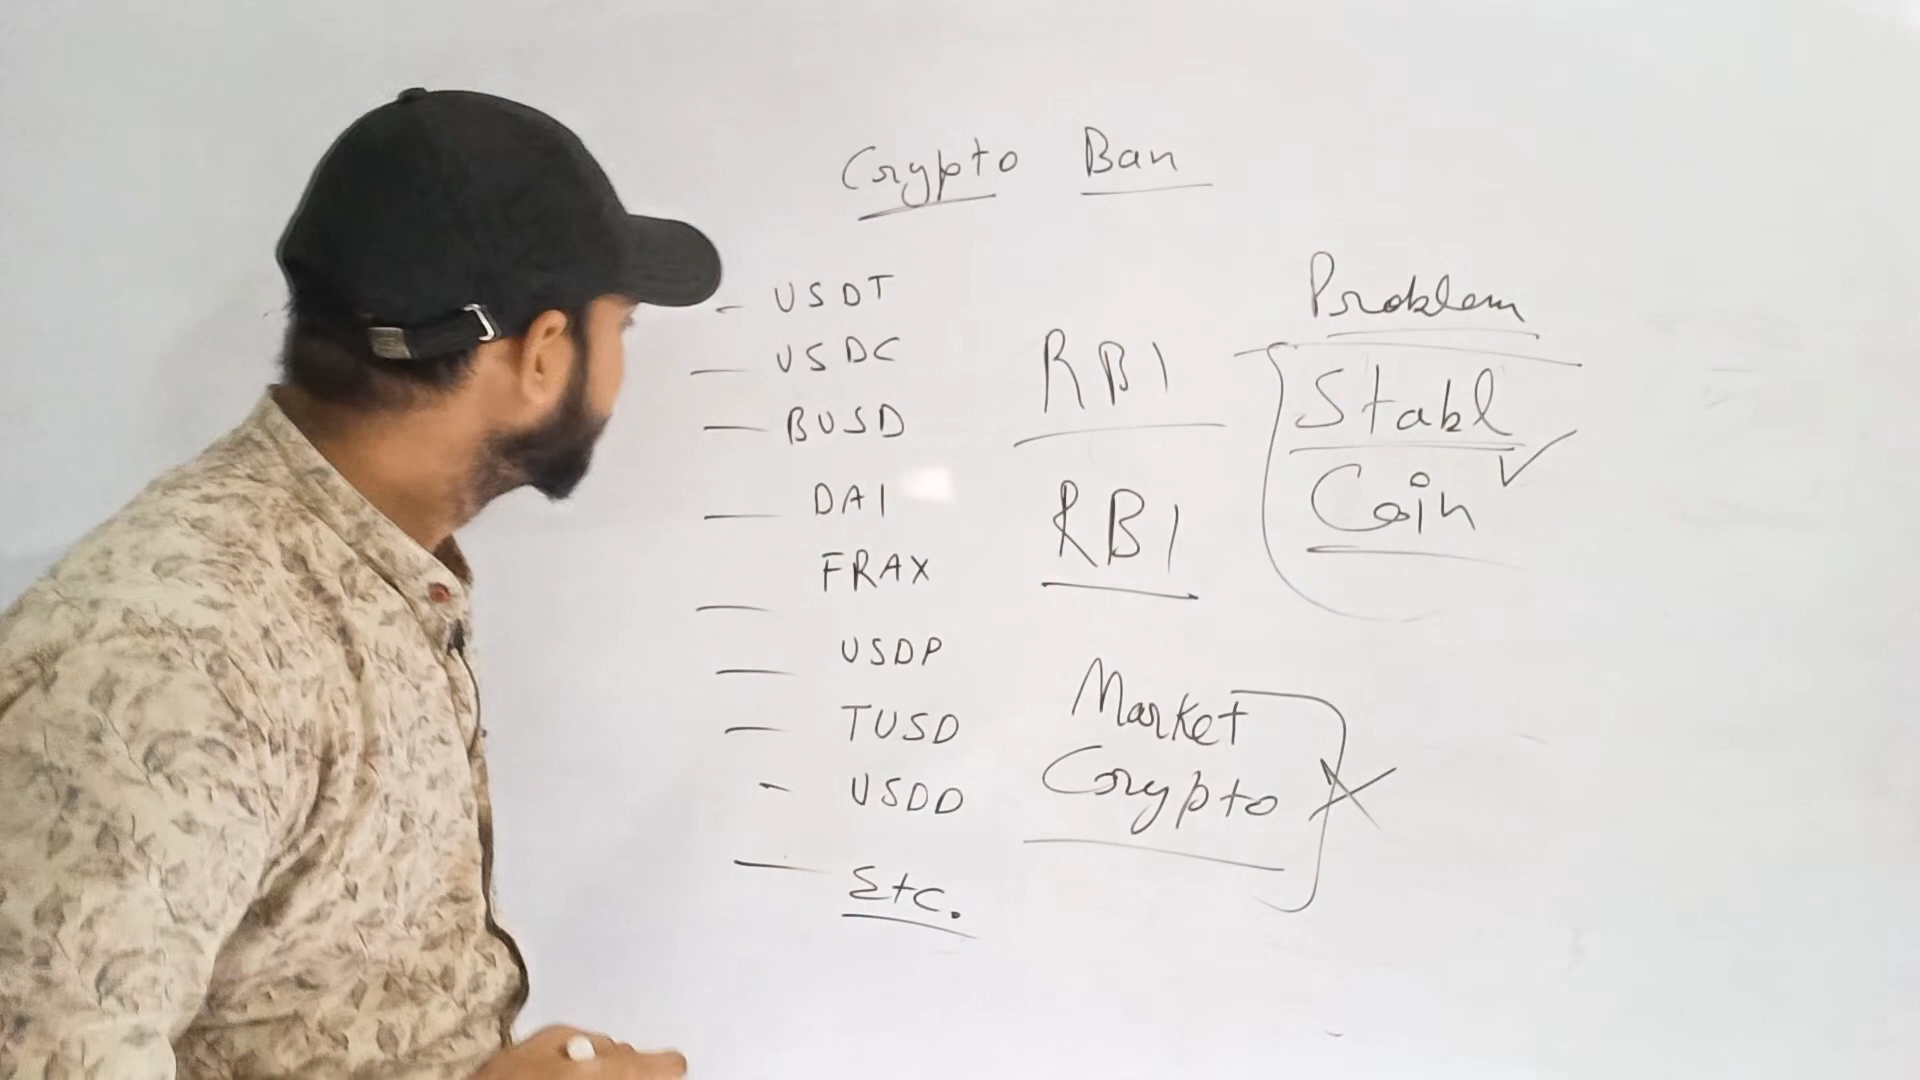 Crypto Ban
USDT
USDC
BUSD
DAI
FRAX
USDP
TUSD
USDD
Etc.
RBI
RBI
Market
Crypto
Problem
Stabl
Coin